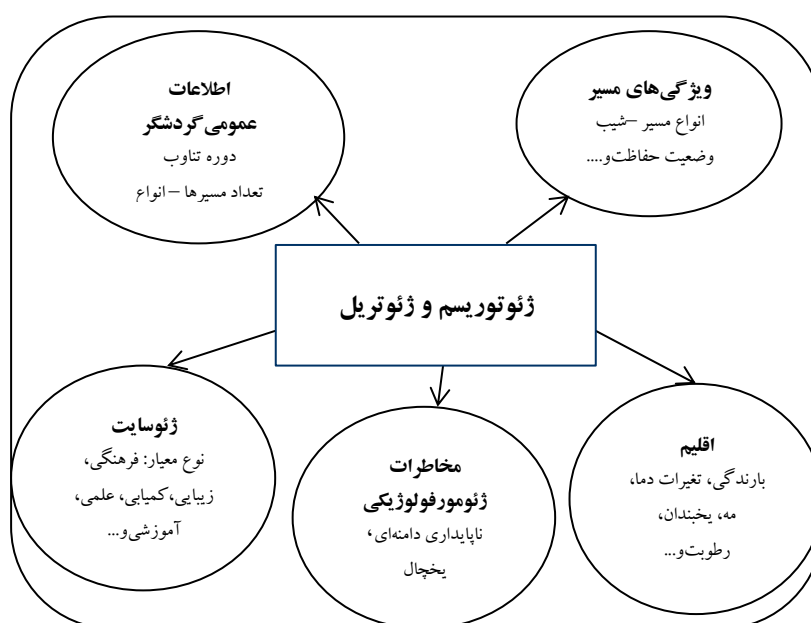 ویژگی‌های مسیر
انواع مسیر –شیب
وضعیت حفاظت‌و....
اطلاعات
عمومی‌گردشگر
دوره تناوب
تعداد مسیرها –انواع
ژئوتوریسم و ژئوتریل
اقلیم
بارندگی، تغیرات دما،
مه، یخبندان،
رطوبت‌و...
مخاطرات
ژئومورفولوژیکی
ناپایداری دامنه‌ای،
یخچال
ژئوسایت
نوع معیار: فرهنگی،
زیبایی،کمیابی، علمی،
آموزشی‌و...